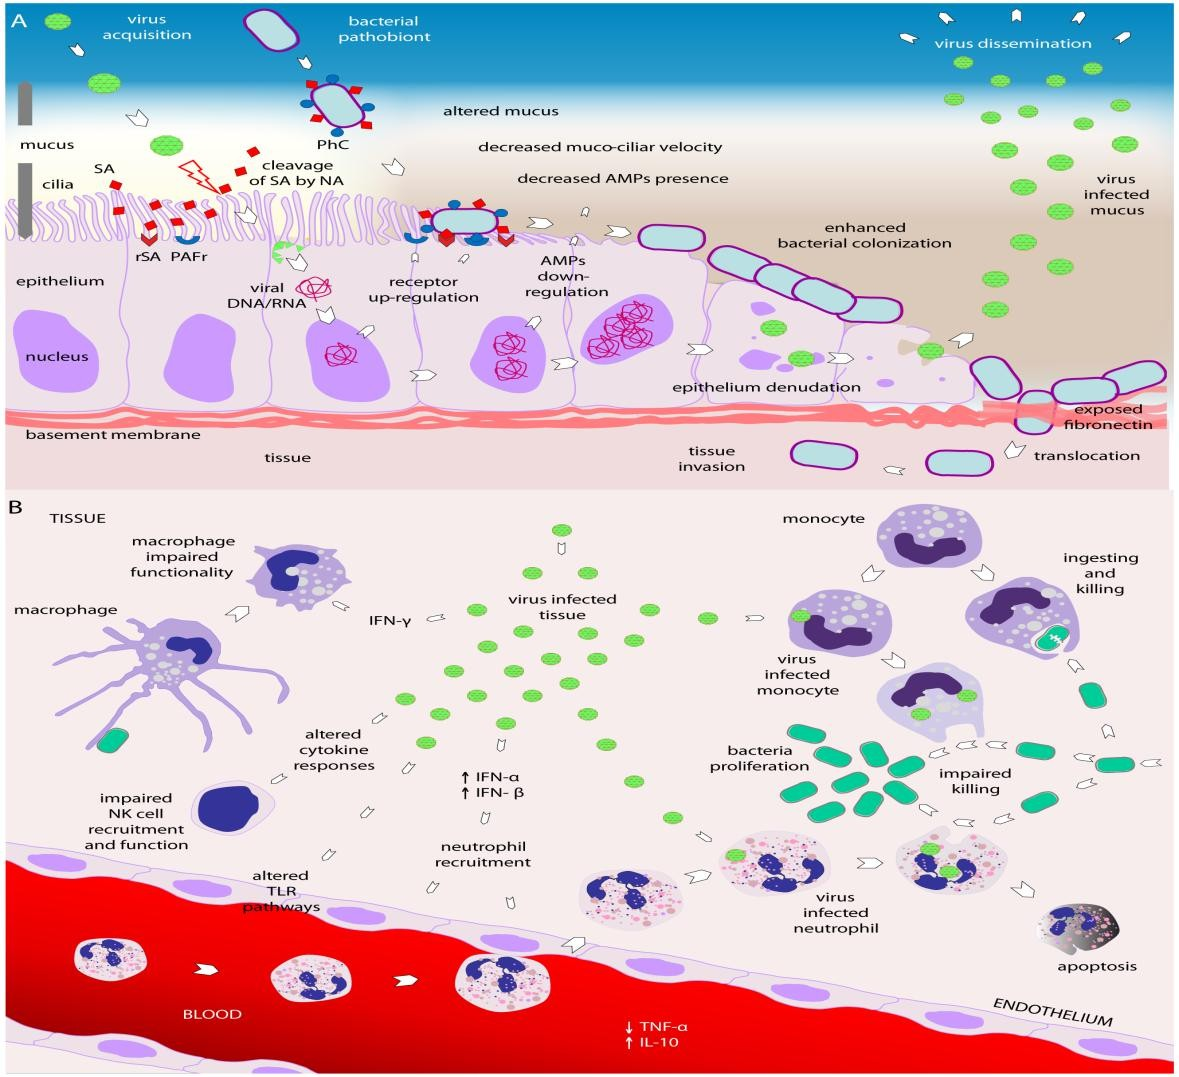 A
virus
acquisition
bacterial
pathobiont
virus dissemination
altered mucus
mucus
PhC
decreased muco-ciliar velocity
SA
cleavage
of SA by NA
decreased AMPs presence
cilia
virus
infected
mucus
enhanced
bacterial colonization
rSA PAFr
epithelium
viral
DNA/RNA
receptor
up-regulation
AMPs
down-
regulation
nucleus
epithelium denudation
exposed
fibronectin
basement membrane
tissue
tissue
invasion
translocation
B
TISSUE
monocyte
macrophage
impaired
functionality
ingesting
and
killing
macrophage
IFN-γ
virus infected
tissue
virus
infected
monocyte
altered
cytokine
responses
bacteria
proliferation
impaired
killing
↑ IFN-α
↑ IFN- β
impaired
NK cell
recruitment
and function
neutrophil
recruitment
altered
TLR
pathways
virus
infected
neutrophil
apoptosis
BLOOD
ENDOTHELIUM
↓ TNF-α
↑ IL-10